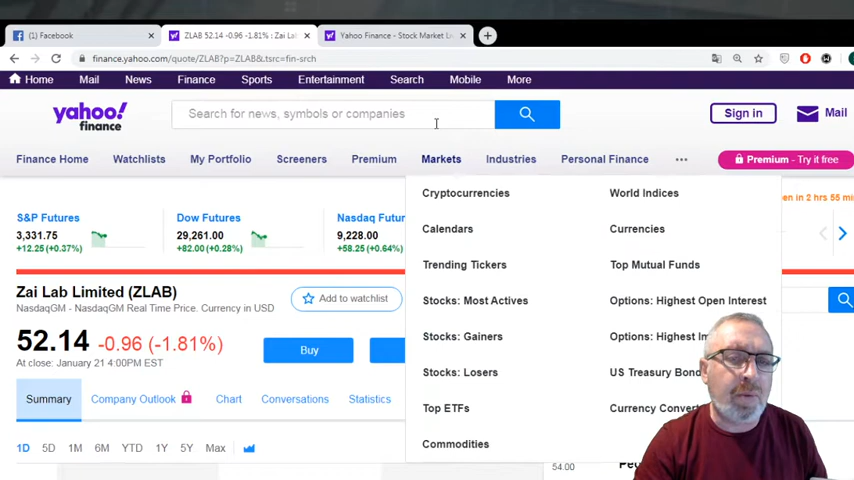 (1) Facebook
ZLAB 52.14 -0.96 -1.81% : Zai La
Yahoo Finance - Stock Market Li
finance.yahoo.com/quote/ZLAB?p=ZLAB&.tsrc=fin-srch
Home Mail News Finance Sports Entertainment Search Mobile More
yahoo!
finance
Search for news, symbols or companies
Sign in
Mail
Finance Home Watchlists My Portfolio Screeners Premium Markets Industries Personal Finance ••• Premium - Try it free
Cryptocurrencies World Indices
en in 2 hrs 55 mi
S&P Futures Dow Futures Nasdaq Futur
3,331.75 29,261.00 9,228.00
+12.25 (+0.37%) +82.00 (+0.28%) +58.25 (+0.64%)
Calendars Currencies
Trending Tickers Top Mutual Funds
Zai Lab Limited (ZLAB)
NasdaqGM - NasdaqGM Real Time Price. Currency in USD
Add to watchlist
Stocks: Most Actives Options: Highest Open Interest
52.14 -0.96 (-1.81%)
At close: January 21 4:00PM EST
Buy
Stocks: Gainers Options: Highest Im
Stocks: Losers US Treasury Bond
Summary Company Outlook Chart Conversations Statistics
Top ETFs Currency Convert
Commodities
1D 5D 1M 6M YTD 1Y 5Y Max
54.00